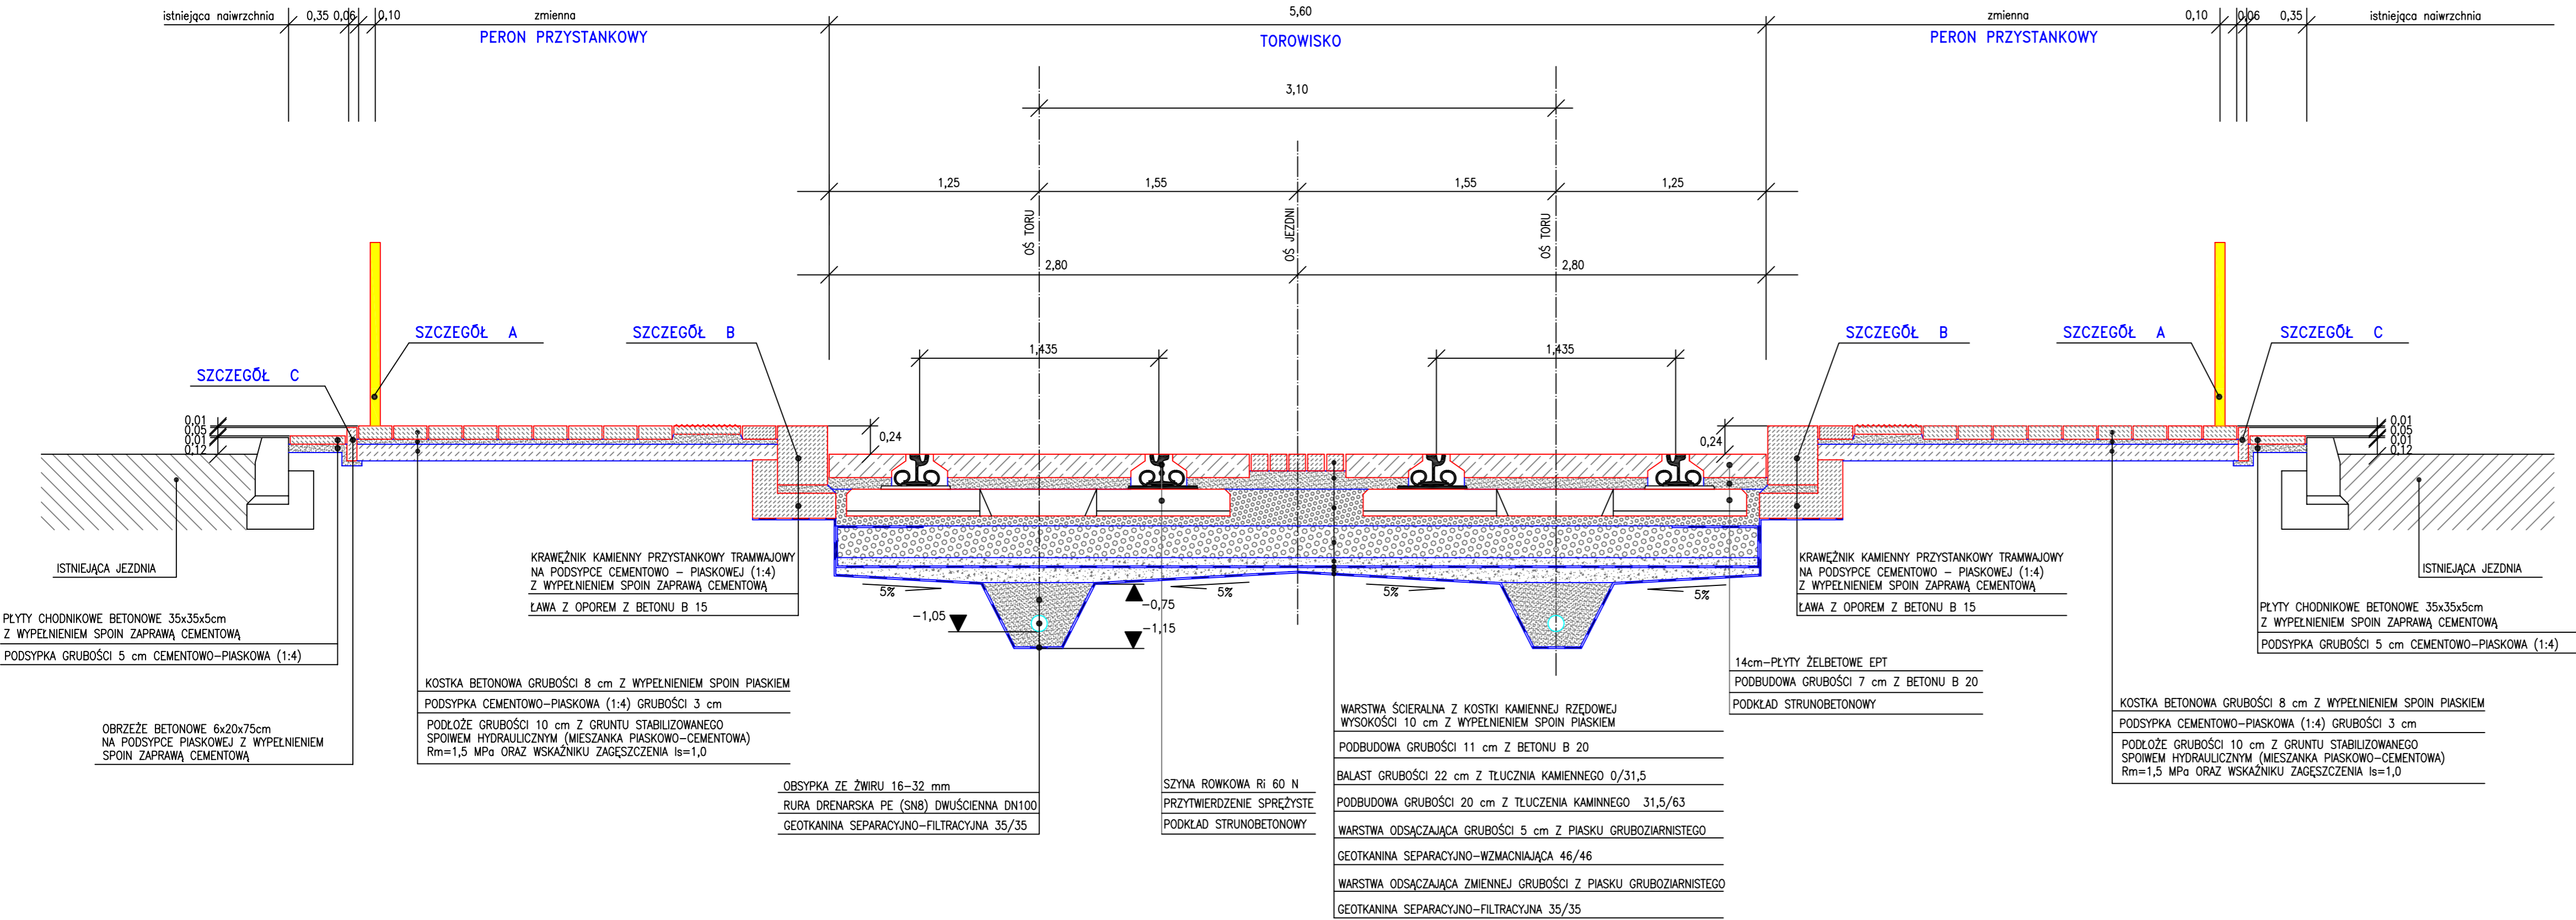 istniejąca naiwrzchnia
0,35
0,06
0,10
zmienna
5,60
zmienna
0,10
0,06
0,35
istniejąca naiwrzchnia
PERON PRZYSTANKOWY
TOROWISKO
PERON PRZYSTANKOWY
3,10
1,25
1,55
1,55
1,25
OŚ TORU
OŚ JEZDNI
OŚ TORU
2,80
2,80
SZCZEGÓŁ A
SZCZEGÓŁ B
SZCZEGÓŁ B
SZCZEGÓŁ A
SZCZEGÓŁ C
1,435
1,435
SZCZEGÓŁ C
0,01
0,05
0,01
0,12
0,24
0,24
0,01
0,05
0,01
0,12
ISTNIEJĄCA JEZDNIA
KRAWĘŻNIK KAMIENNY PRZYSTANKOWY TRAMWAJOWY
NA PODSYPCE CEMENTOWO – PIASKOWEJ (1:4)
Z WYPEŁNIENIEM SPOIN ZAPRAWĄ CEMENTOWĄ
ŁAWA Z OPOREM Z BETONU B 15
5%
5%
5%
5%
-0,75
-1,05
-1,15
KRAWĘŻNIK KAMIENNY PRZYSTANKOWY TRAMWAJOWY
NA PODSYPCE CEMENTOWO – PIASKOWEJ (1:4)
Z WYPEŁNIENIEM SPOIN ZAPRAWĄ CEMENTOWĄ
ŁAWA Z OPOREM Z BETONU B 15
ISTNIEJĄCA JEZDNIA
PŁYTY CHODNIKOWE BETONOWE 35x35x5cm
Z WYPEŁNIENIEM SPOIN ZAPRAWĄ CEMENTOWĄ
PODSYPKA GRUBOŚCI 5 cm CEMENTOWO-PIASKOWA (1:4)
PŁYTY CHODNIKOWE BETONOWE 35x35x5cm
Z WYPEŁNIENIEM SPOIN ZAPRAWĄ CEMENTOWĄ
PODSYPKA GRUBOŚCI 5 cm CEMENTOWO-PIASKOWA (1:4)
OBRZEŻE BETONOWE 6x20x75cm
NA PODSYPCE PIASKOWEJ Z WYPEŁNIENIEM
SPOIN ZAPRAWĄ CEMENTOWĄ
KOSTKA BETONOWA GRUBOŚCI 8 cm Z WYPEŁNIENIEM SPOIN PIASKIEM
PODSYPKA CEMENTOWO-PIASKOWA (1:4) GRUBOŚCI 3 cm
PODŁOŻE GRUBOŚCI 10 cm Z GRUNTU STABILIZOWANEGO
SPOIWEM HYDRAULICZNYM (MIESZANKA PIASKOWO-CEMENTOWA)
Rm=1,5 MPa ORAZ WSKAŹNIKU ZAGĘSZCZENIA Is=1,0
OBSYPKA ZE ŻWIRU 16-32 mm
RURA DRENARSKA PE (SN8) DWUŚCIENNA DN100
GEOTKANINA SEPARACYJNO-FILTRACYJNA 35/35
SZYNA ROWKOWA Ri 60 N
PRZYTWIERDZENIE SPRĘŻYSTE
PODKŁAD STRUNOBETONOWY
WARSTWA ŚCIERALNA Z KOSTKI KAMIENNEJ RZĘDOWEJ
WYSOKOŚCI 10 cm Z WYPEŁNIENIEM SPOIN PIASKIEM
PODBUDOWA GRUBOŚCI 11 cm Z BETONU B 20
BALAST GRUBOŚCI 22 cm Z TŁUCZNIA KAMIENNEGO 0/31,5
PODBUDOWA GRUBOŚCI 20 cm Z TŁUCZENIA KAMINNEGO 31,5/63
WARSTWA ODSĄCZAJĄCA GRUBOŚCI 5 cm Z PIASKU GRUBOZIARNISTEGO
GEOTKANINA SEPARACYJNO-WZMACNIAJĄCA 46/46
WARSTWA ODSĄCZAJĄCA ZMIENNEJ GRUBOŚCI Z PIASKU GRUBOZIARNISTEGO
GEOTKANINA SEPARACYJNO-FILTRACYJNA 35/35
14cm-PŁYTY ŻELBETOWE EPT
PODBUDOWA GRUBOŚCI 7 cm Z BETONU B 20
PODKŁAD STRUNOBETONOWY
KOSTKA BETONOWA GRUBOŚCI 8 cm Z WYPEŁNIENIEM SPOIN PIASKIEM
PODSYPKA CEMENTOWO-PIASKOWA (1:4) GRUBOŚCI 3 cm
PODŁOŻE GRUBOŚCI 10 cm Z GRUNTU STABILIZOWANEGO
SPOIWEM HYDRAULICZNYM (MIESZANKA PIASKOWO-CEMENTOWA)
Rm=1,5 MPa ORAZ WSKAŹNIKU ZAGĘSZCZENIA Is=1,0